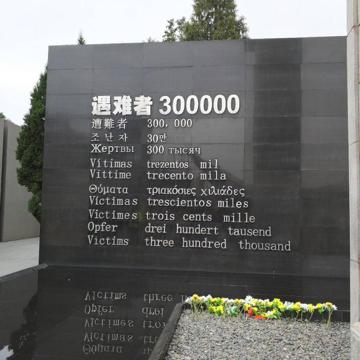 遇难者 300000
遭難者 300,000
조난자 30만
Жертвы 300 тысяч
Vítimas trezentos mil
Vittime trecento mila
Θύματα τριακόσιες χιλιάδες
Víctimas trescientos miles
Victimes trois cents mille
Opfer drei hundert tausend
Victims three hundred thousand